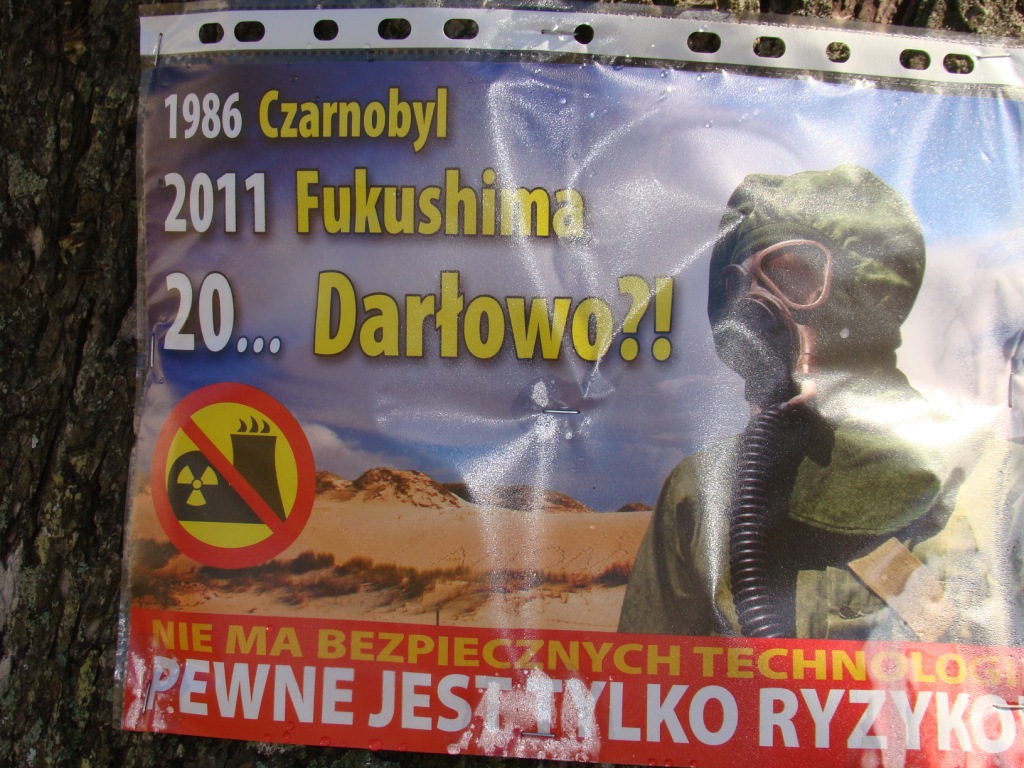 1986 Czarnobyl
2011 Fukushima
20... Darłowo?!
NIE MA BEZPIECZNYCH TECHNOLOGI
PEWNE JEST TYLKO RYZYKO!